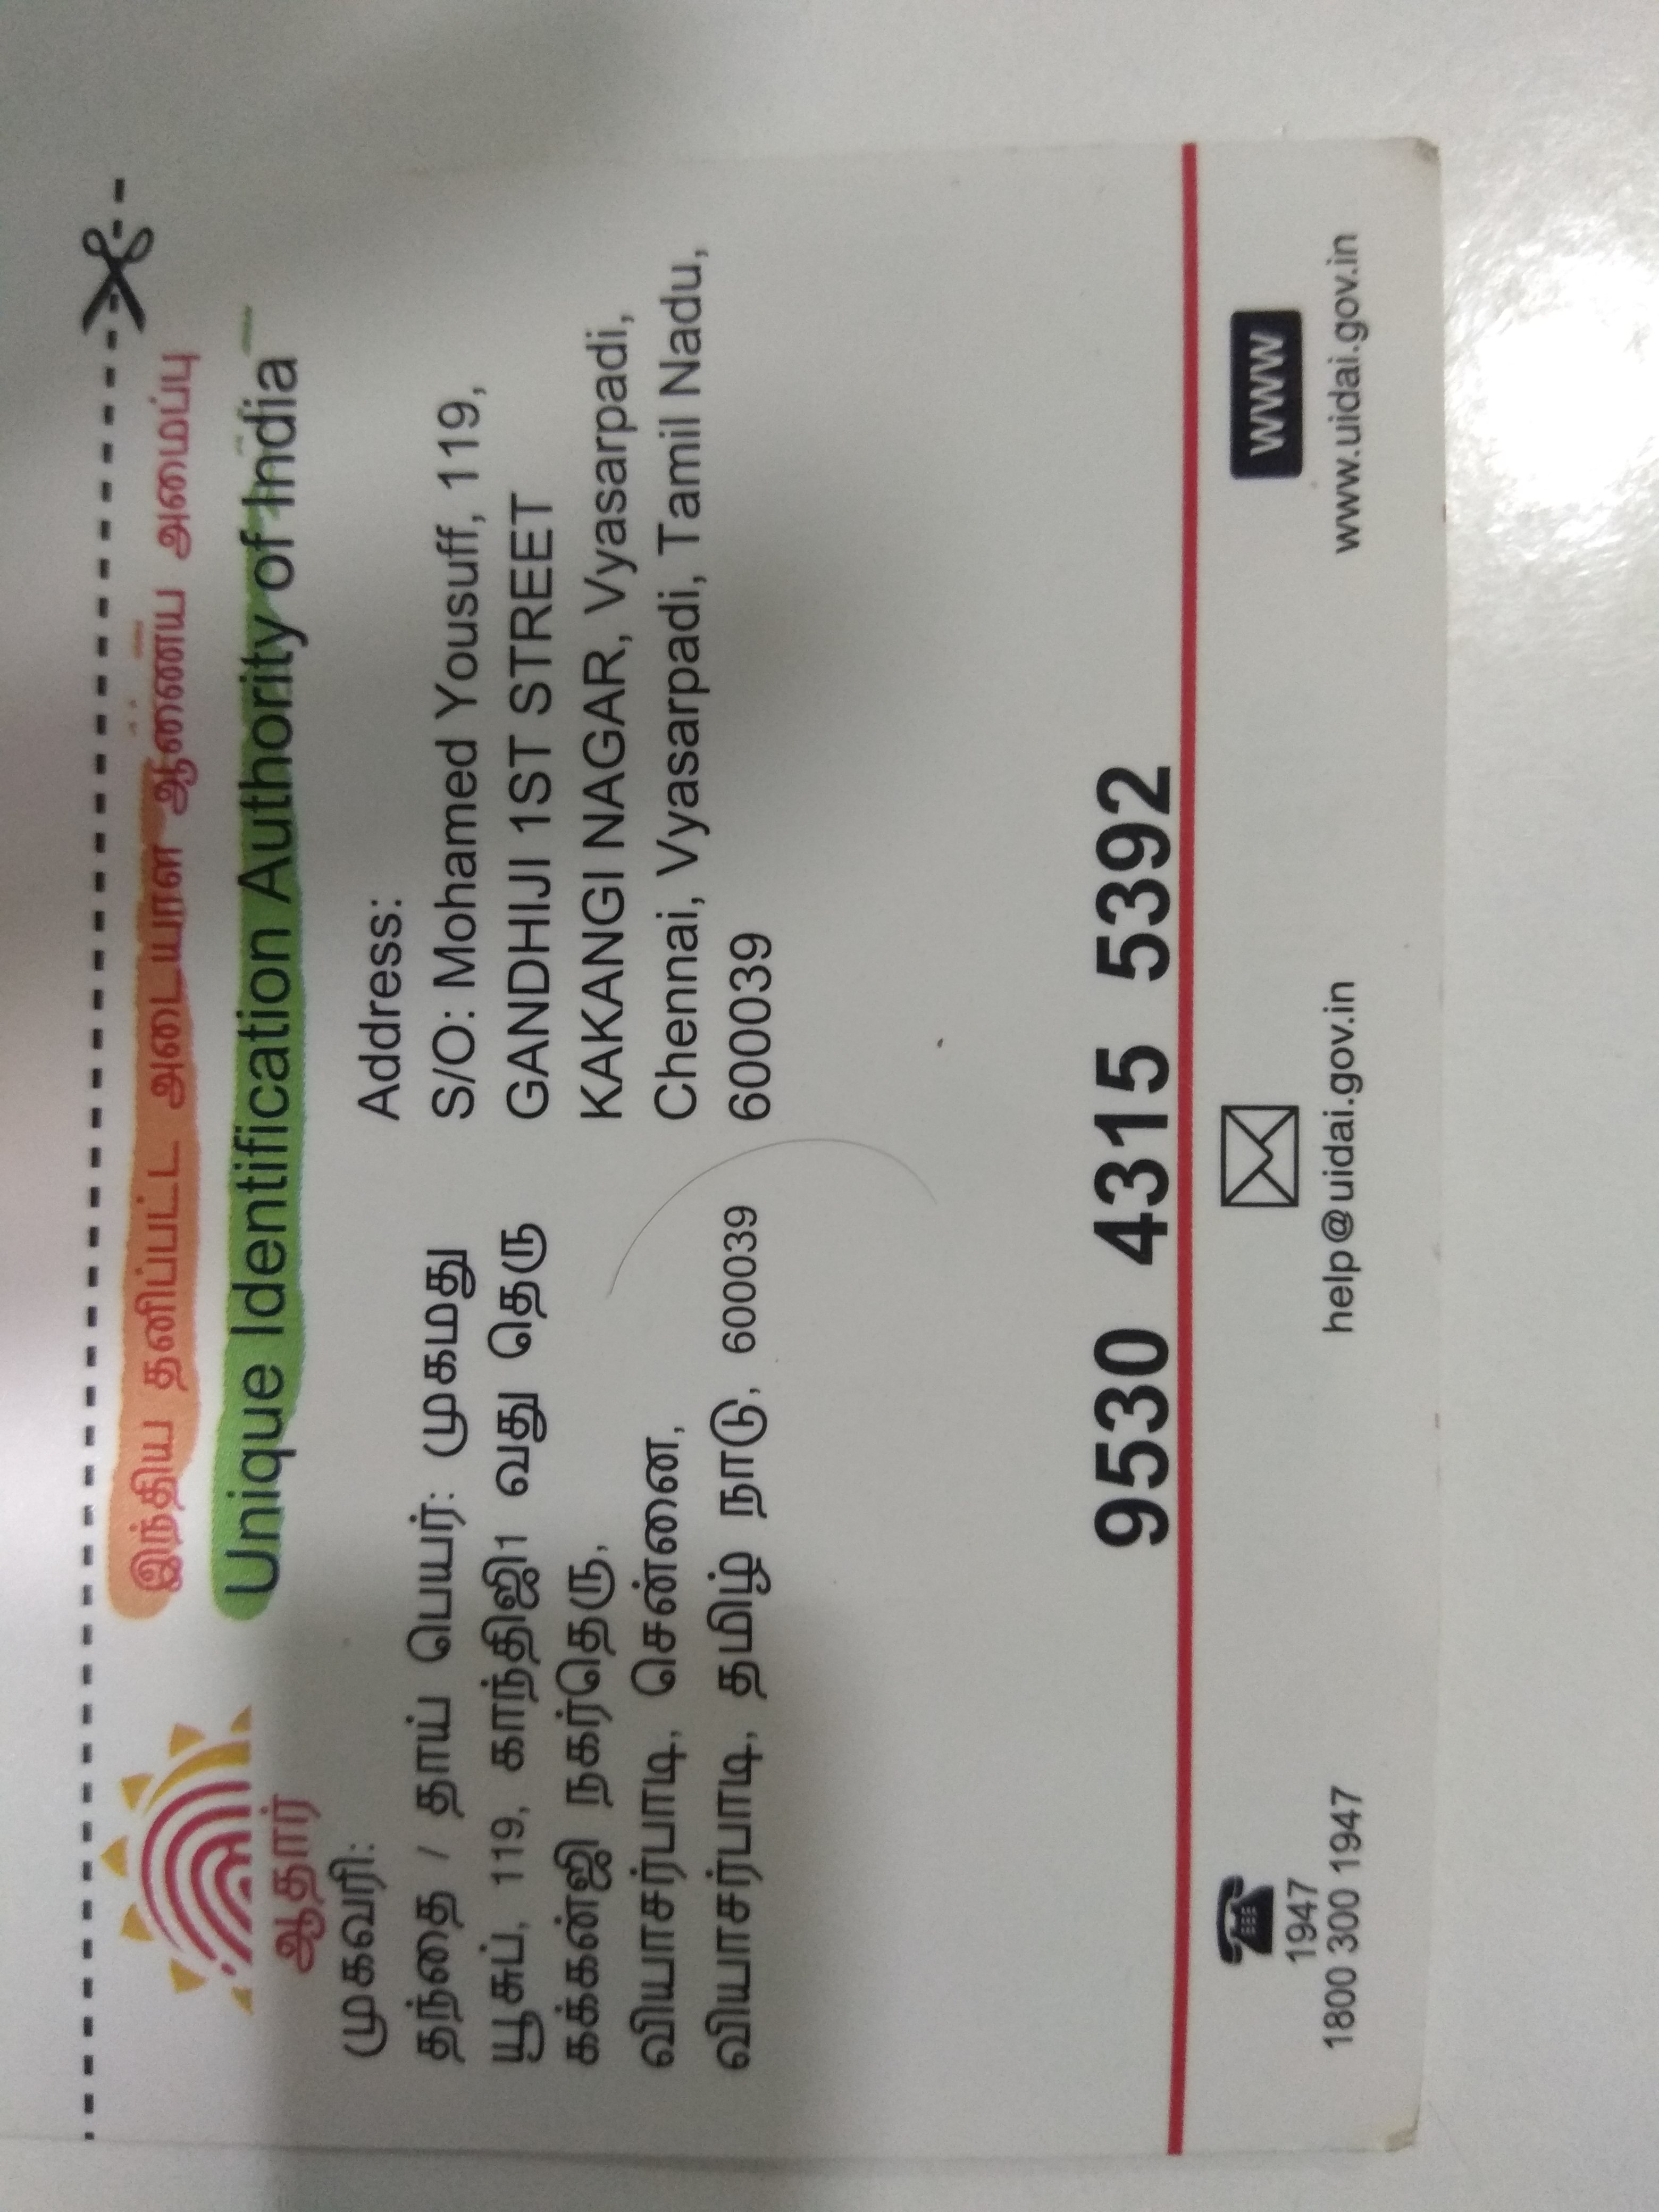 இந்திய தனிப்பட்ட அடையாள ஆணைய அமைப்பு
Unique Identification Authority of India
ஆதார்
முகவரி:
தந்தை / தாய் பெயர்: முகமது
யூசுப், 119, காந்திஜி1 வது தெரு
கக்கன்ஜி நகர்தெரு,
வியாசர்பாடி, சென்னை,
வியாசர்பாடி, தமிழ் நாடு, 600039
Address:
S/O: Mohamed Yousuff, 119,
GANDHIJI 1ST STREET
KAKANGI NAGAR, Vyasarpadi,
Chennai, Vyasarpadi, Tamil Nadu,
600039
9530 4315 5392
1947
1800 300 1947
help@uidai.gov.in
WWW
www.uidai.gov.in